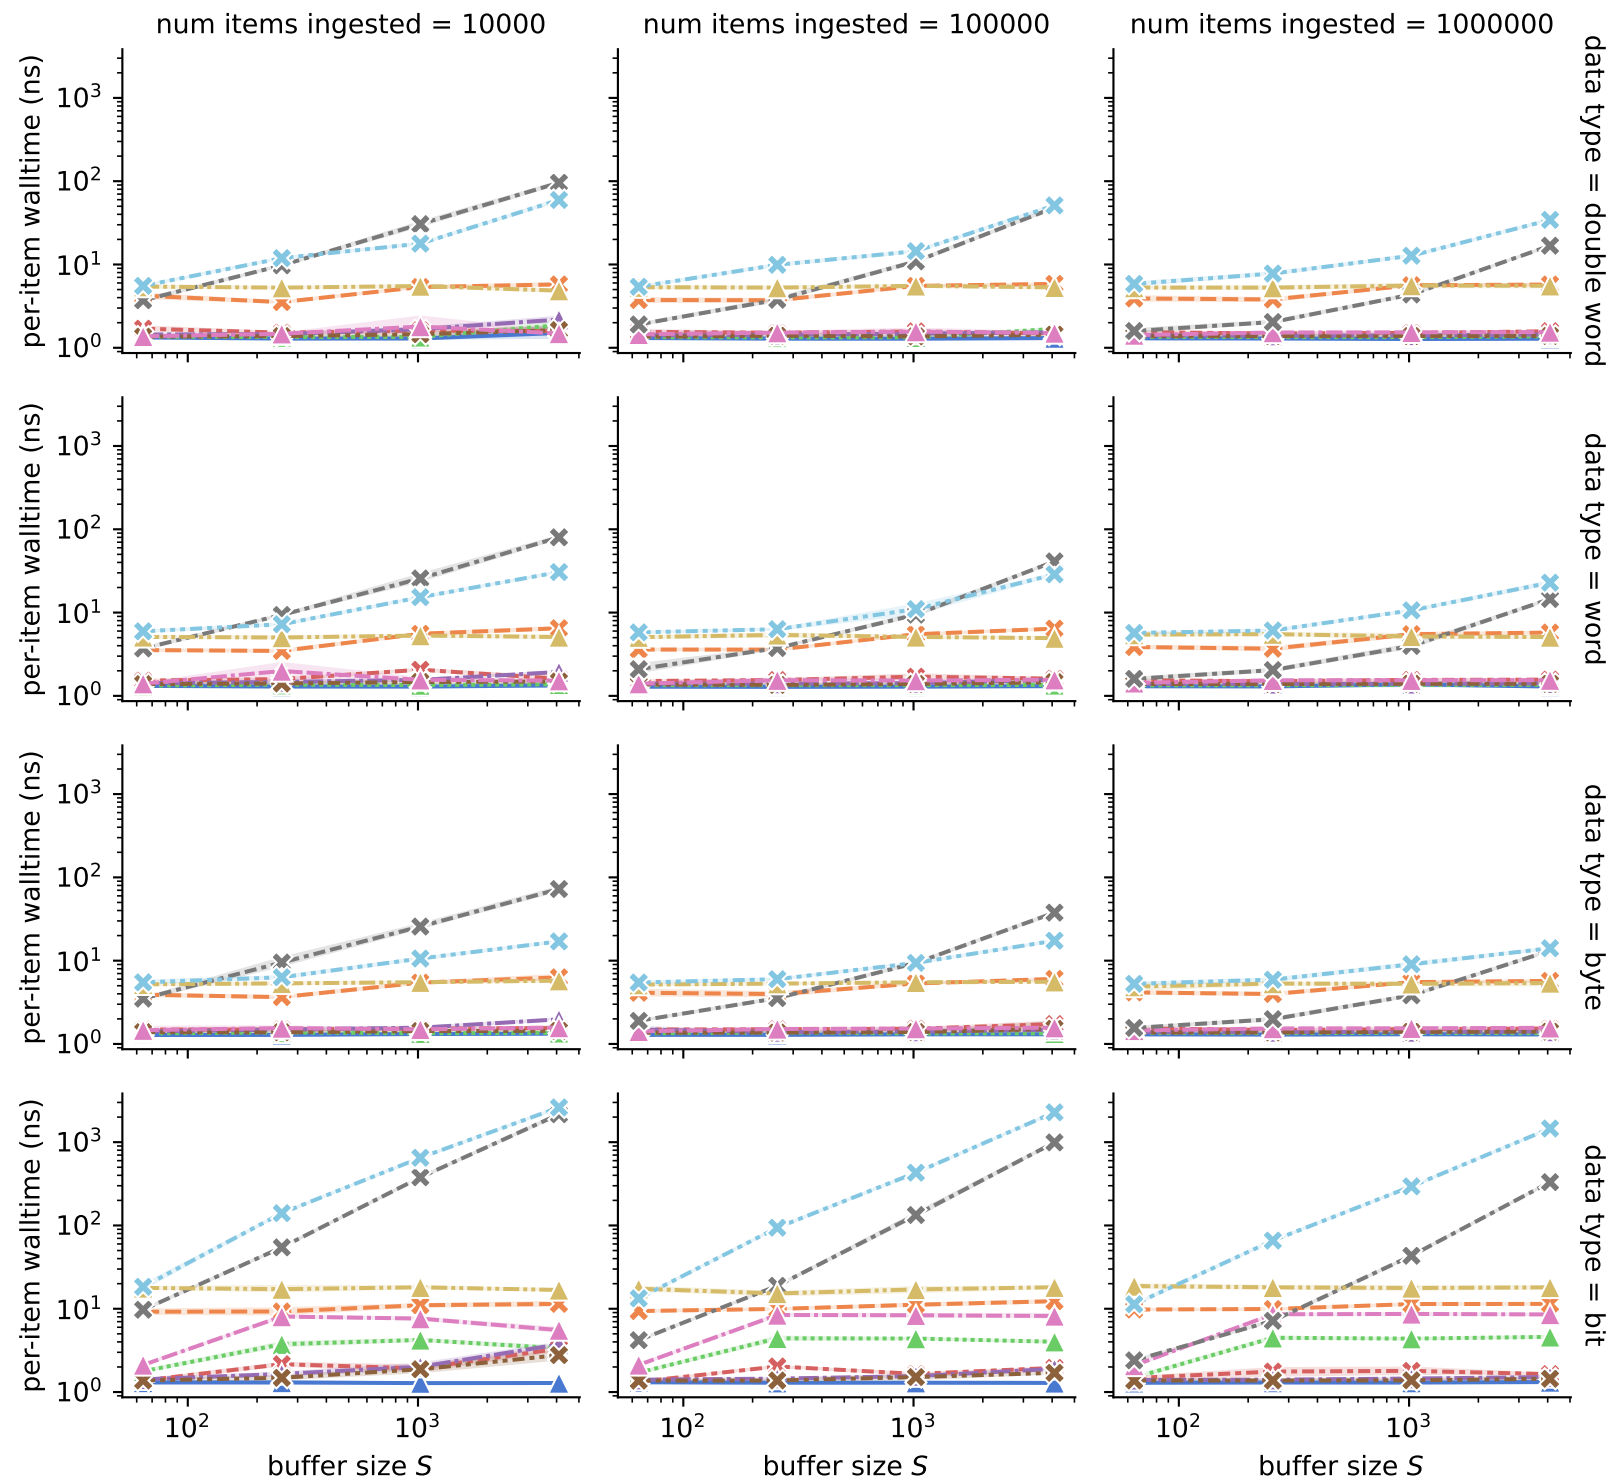 num items ingested = 10000
num items ingested = 100000
num items ingested = 1000000
per-item walltime (ns)
10³
10²
10¹
10⁰
data type = double word
per-item walltime (ns)
10³
10²
10¹
10⁰
data type = word
per-item walltime (ns)
10³
10²
10¹
10⁰
data type = byte
per-item walltime (ns)
10³
10²
10¹
10⁰
data type = bit
10² 10³
10² 10³
10² 10³
buffer size S
buffer size S
buffer size S